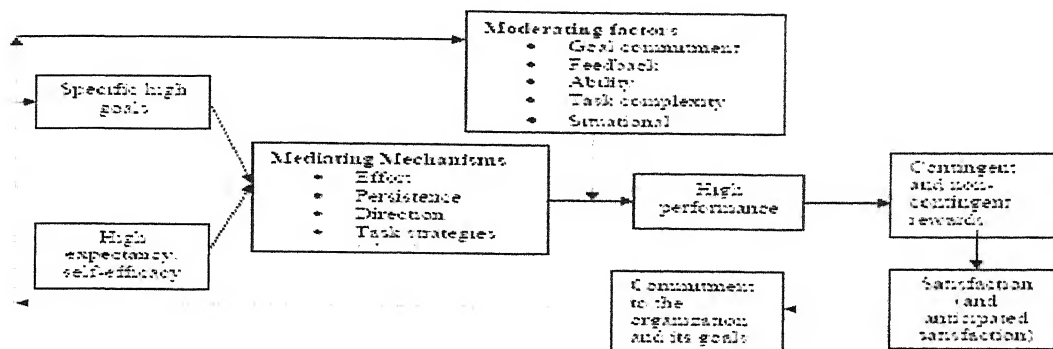 Moderating factors
• Goal commitment
• Feedback
• Ability
• Task complexity
• Situational
Specific high
goals
Mediating Mechanisms
• Effort
• Persistence
• Direction
• Task strategies
High
expectancy,
self-efficacy
High
performance
Contingent
and non-
contingent
rewards
Commitment
to the
organization
and its goals
Satisfaction
(and
anticipated
satisfaction)